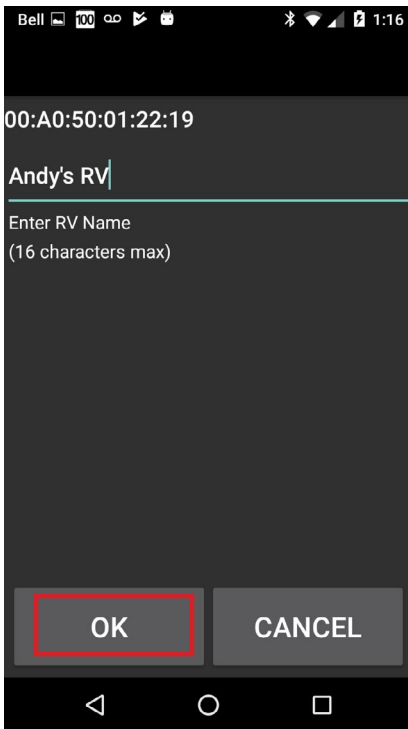 Bell 100 1:16
00:A0:50:01:22:19
Andy's RV
Enter RV Name
(16 characters max)
OK CANCEL